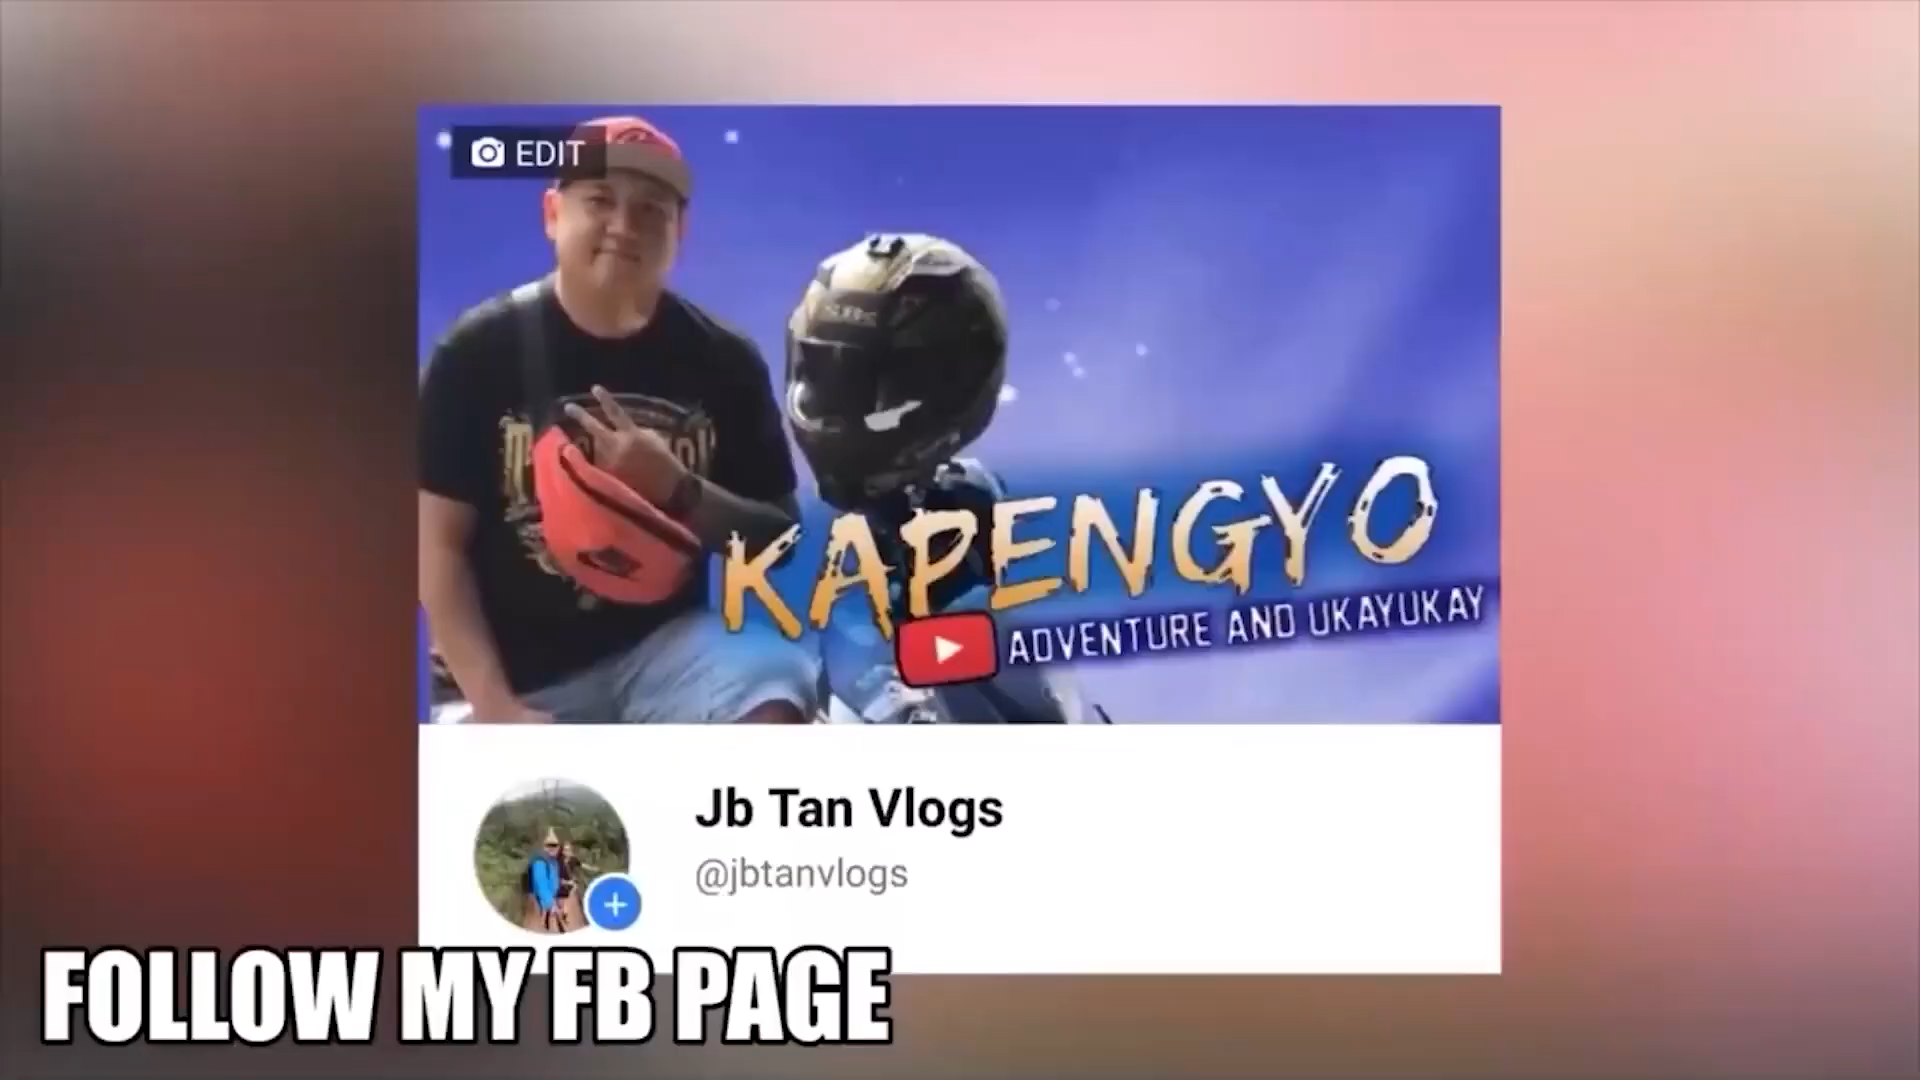 EDIT
KAPENGYO
ADVENTURE AND UKAYUKAY
Jb Tan Vlogs
@jbtanvlogs
FOLLOW MY FB PAGE